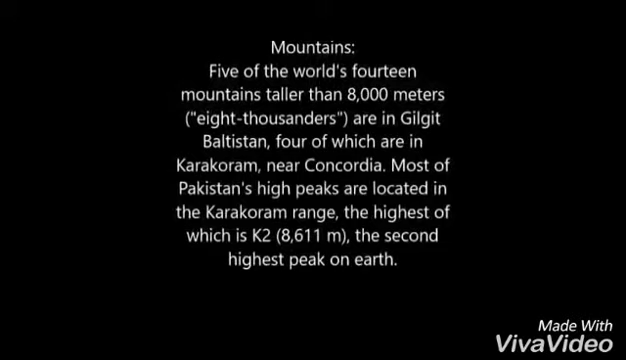 Mountains:
Five of the world's fourteen
mountains taller than 8,000 meters
("eight-thousanders") are in Gilgit
Baltistan, four of which are in
Karakoram, near Concordia. Most of
Pakistan's high peaks are located in
the Karakoram range, the highest of
which is K2 (8,611 m), the second
highest peak on earth.
Made With
VivaVideo